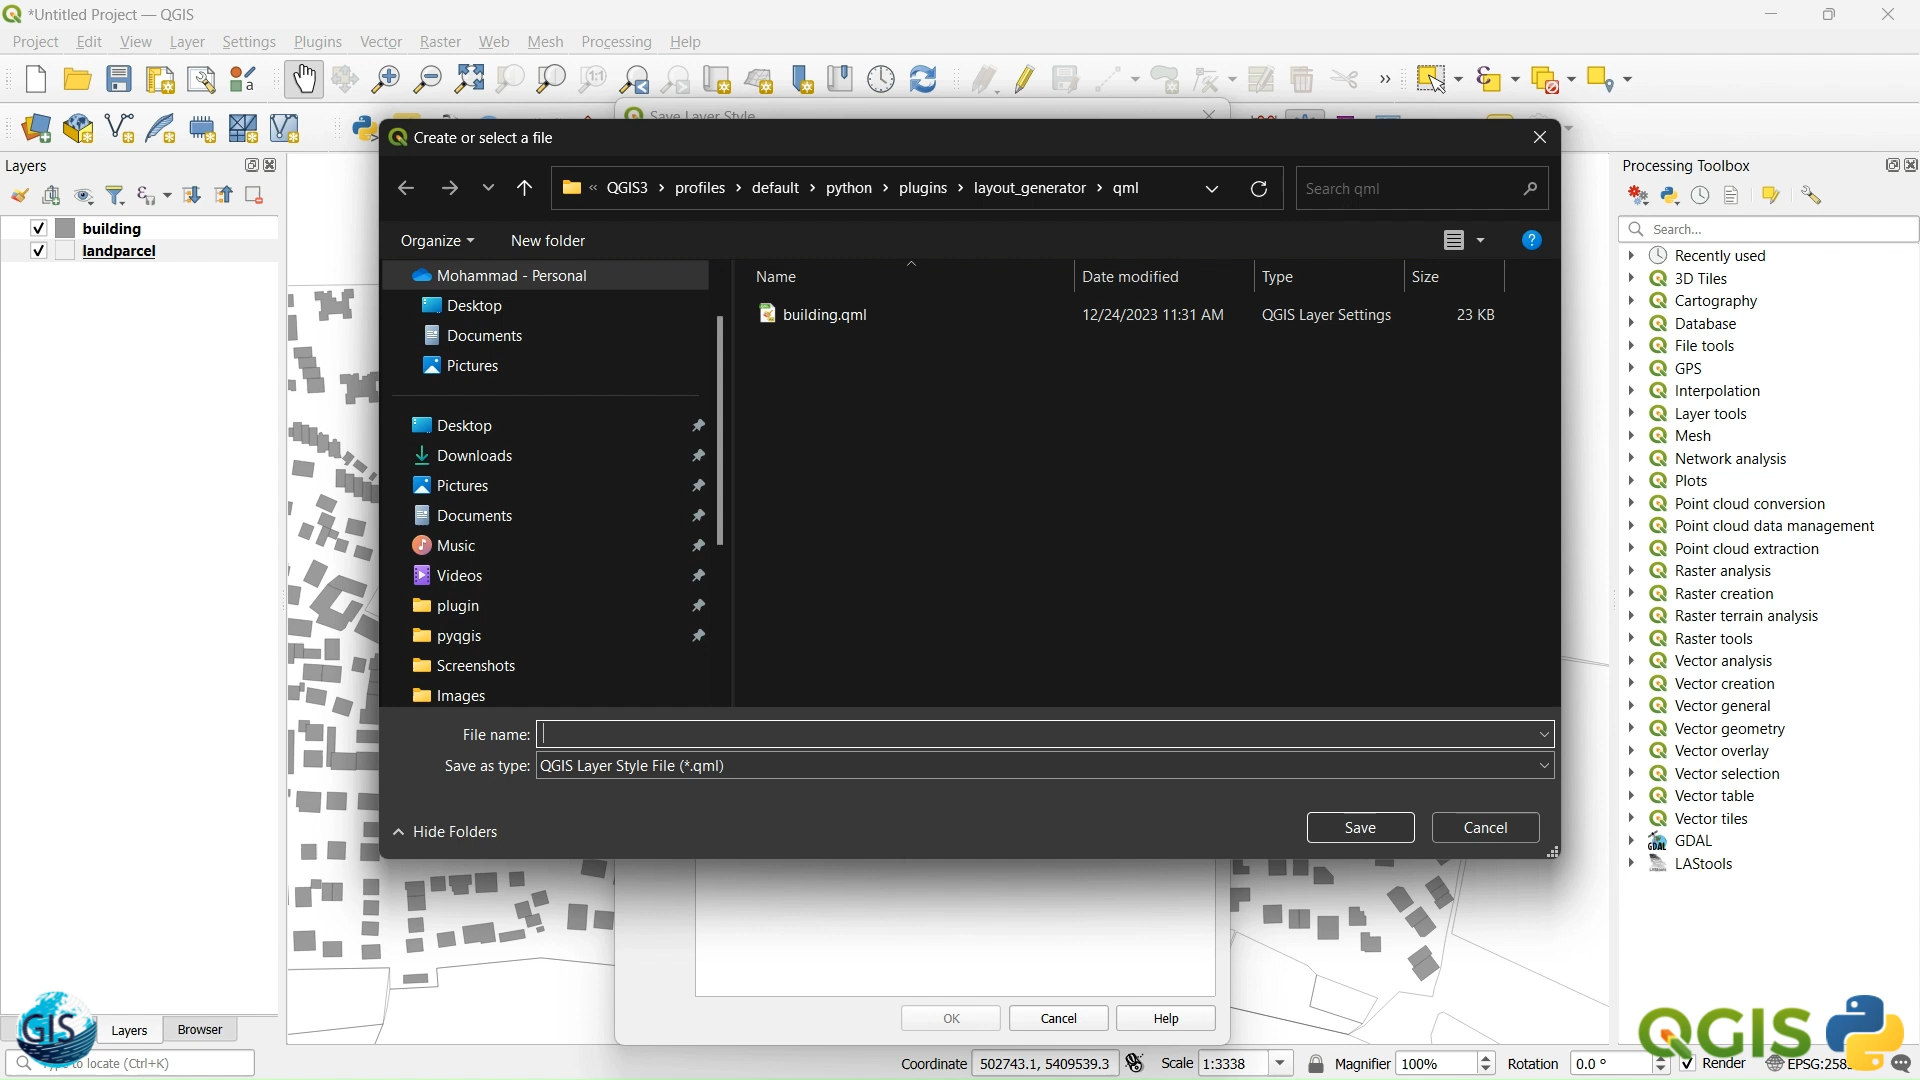 *Untitled Project — QGIS
Project Edit View Layer Settings Plugins Vector Raster Web Mesh Processing Help
Save Layer Style
Create or select a file
« QGIS3 › profiles › default › python › plugins › layout_generator › qml
Search qml
Organize New folder
Mohammad - Personal
Desktop
Documents
Pictures
Desktop
Downloads
Pictures
Documents
Music
Videos
plugin
pyqgis
Screenshots
Images
Name Date modified Type Size
building.qml 12/24/2023 11:31 AM QGIS Layer Settings 23 KB
File name:
Save as type: QGIS Layer Style File (*.qml)
Hide Folders
Save Cancel
OK Cancel Help
Layers
building
landparcel
Processing Toolbox
Search...
Recently used
3D Tiles
Cartography
Database
File tools
GPS
Interpolation
Layer tools
Mesh
Network analysis
Plots
Point cloud conversion
Point cloud data management
Point cloud extraction
Raster analysis
Raster creation
Raster terrain analysis
Raster tools
Vector analysis
Vector creation
Vector general
Vector geometry
Vector overlay
Vector selection
Vector table
Vector tiles
GDAL
LAStools
GIS
Layers Browser
to locate (Ctrl+K)
Coordinate 502743.1, 5409539.3 Scale 1:3338 Magnifier 100% Rotation 0.0 ° Render EPSG:258
QGIS